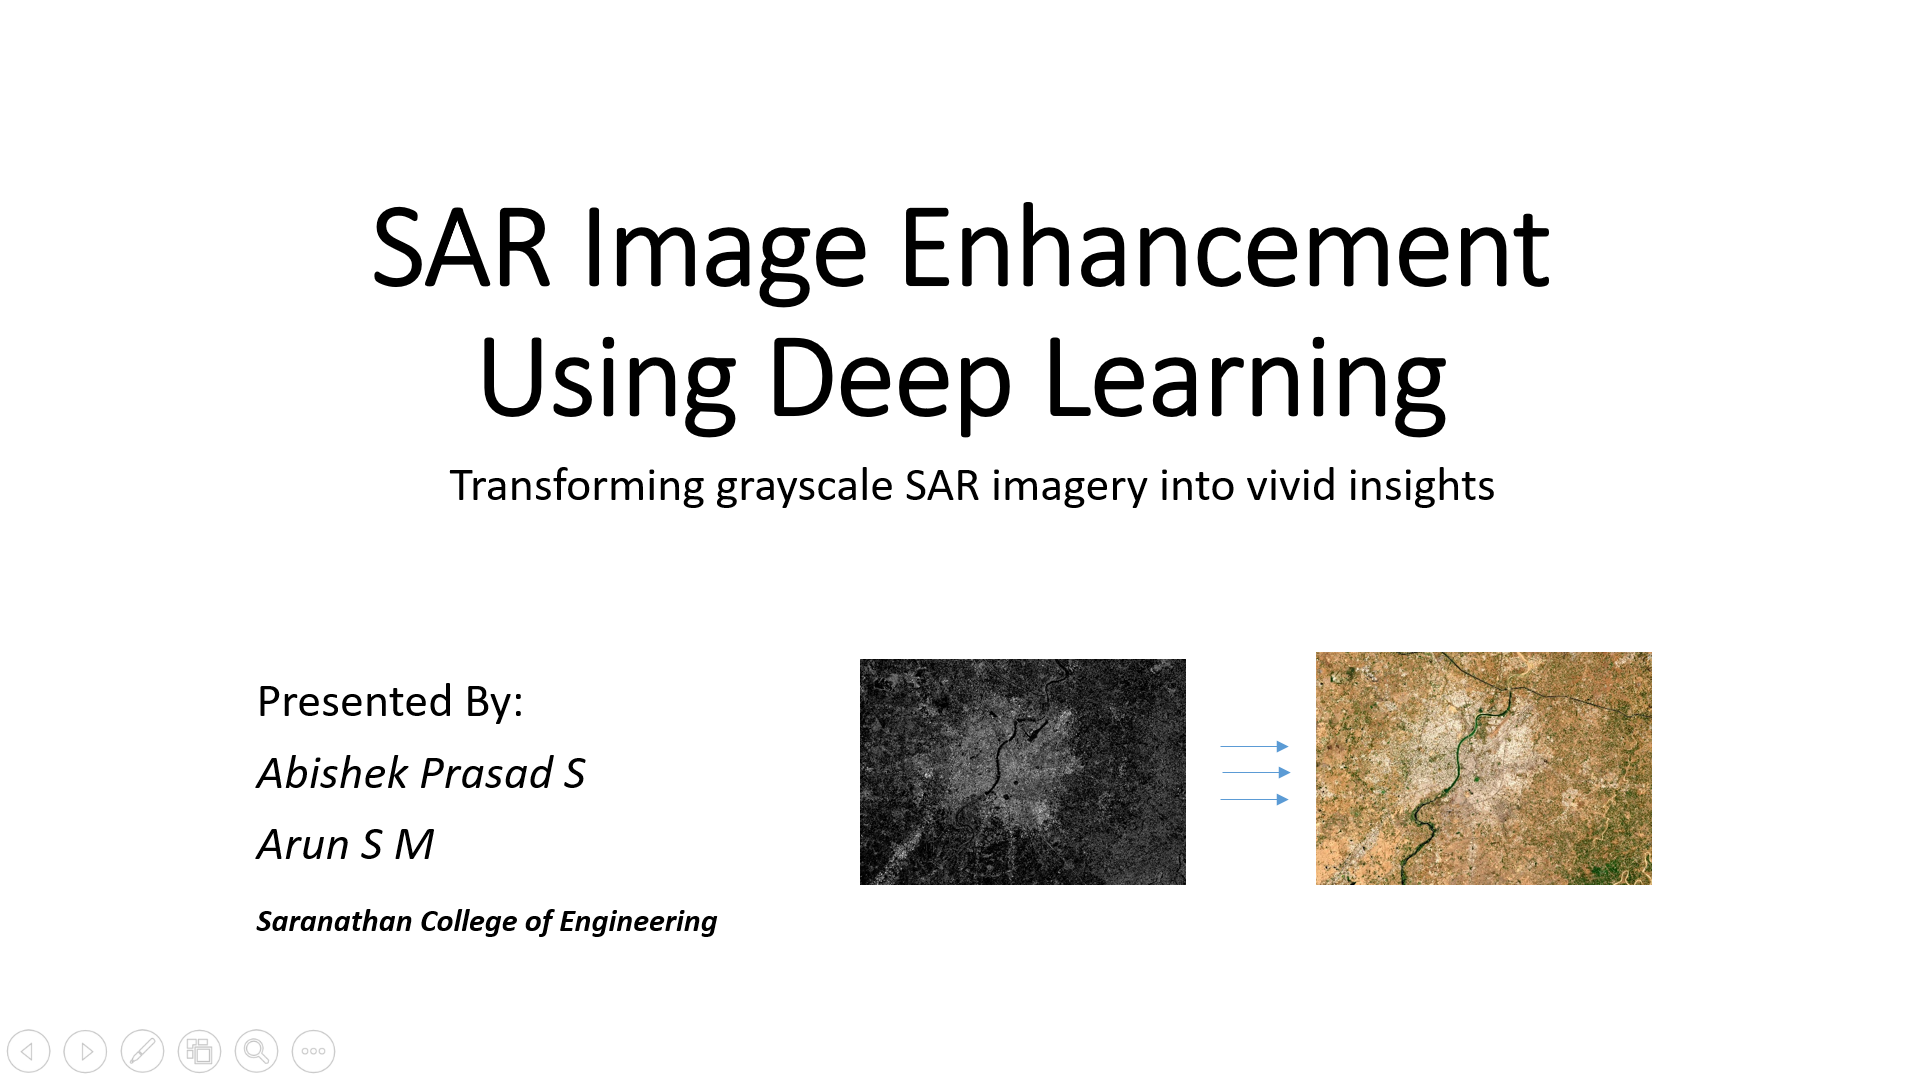 SAR Image Enhancement
Using Deep Learning
Transforming grayscale SAR imagery into vivid insights
Presented By:
Abishek Prasad S
Arun S M
Saranathan College of Engineering